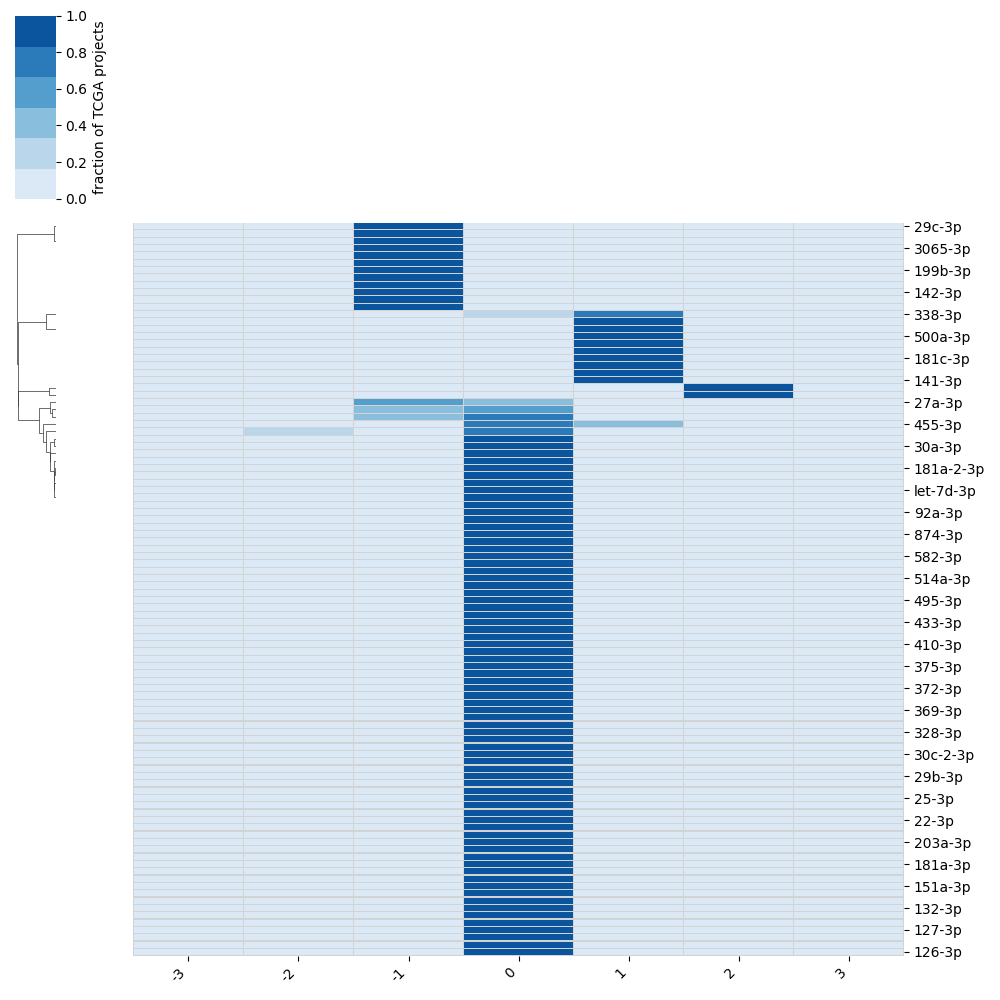 1.0
0.8
0.6
0.4
0.2
0.0
fraction of TCGA projects
29c-3p
3065-3p
199b-3p
142-3p
338-3p
500a-3p
181c-3p
141-3p
27a-3p
455-3p
30a-3p
181a-2-3p
let-7d-3p
92a-3p
874-3p
582-3p
514a-3p
495-3p
433-3p
410-3p
375-3p
372-3p
369-3p
328-3p
30c-2-3p
29b-3p
25-3p
22-3p
203a-3p
181a-3p
151a-3p
132-3p
127-3p
126-3p
-3 -2 -1 0 1 2 3